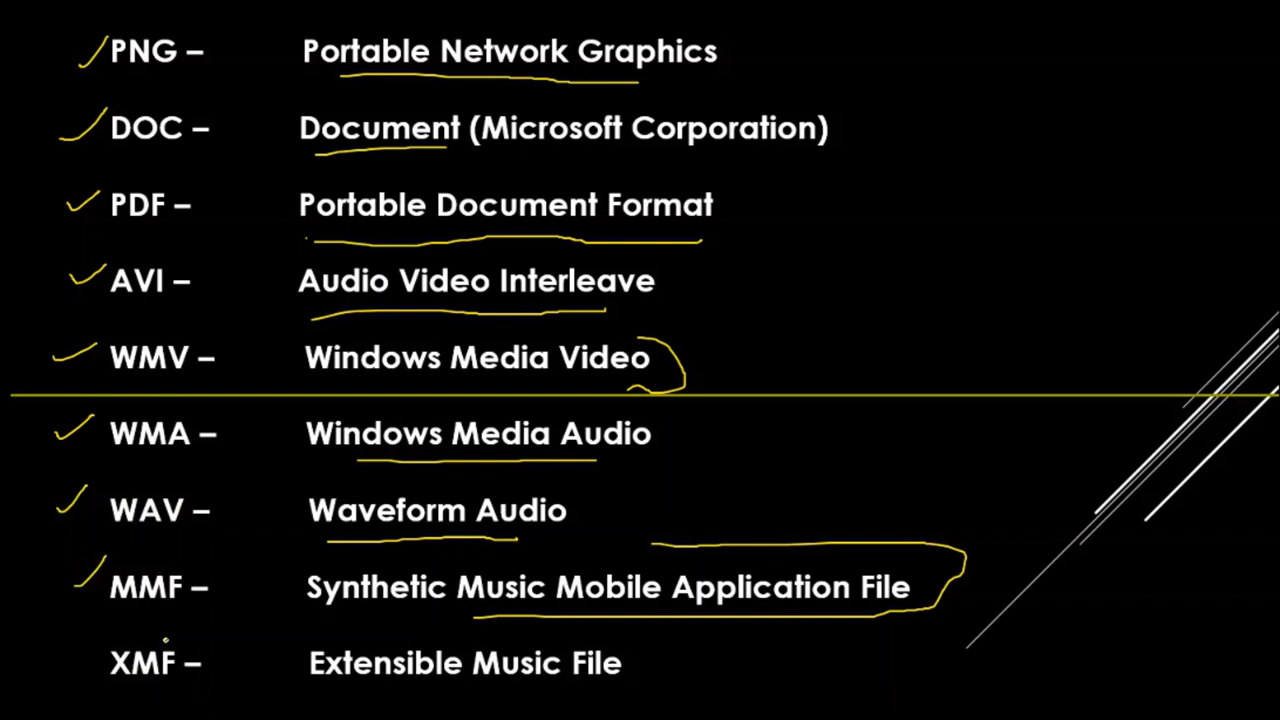 PNG – Portable Network Graphics
DOC – Document (Microsoft Corporation)
PDF – Portable Document Format
AVI – Audio Video Interleave
WMV – Windows Media Video
WMA – Windows Media Audio
WAV – Waveform Audio
MMF – Synthetic Music Mobile Application File
XMF – Extensible Music File